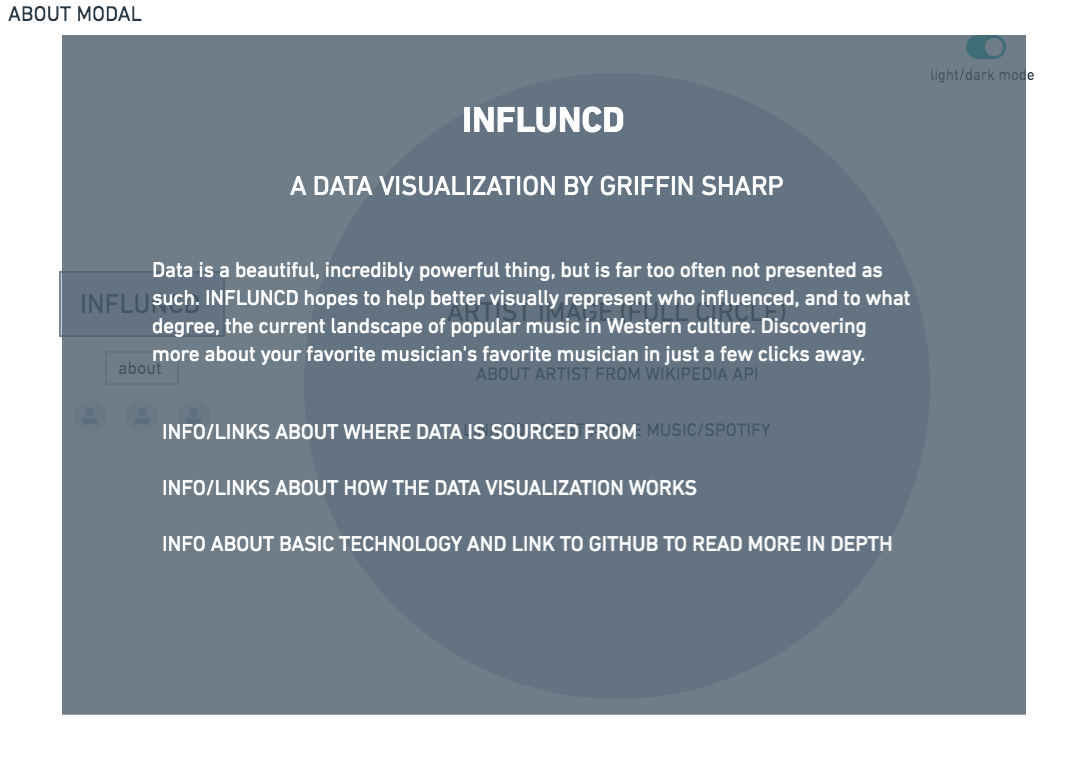 ABOUT MODAL
light/dark mode
INFLUNCD
A DATA VISUALIZATION BY GRIFFIN SHARP
Data is a beautiful, incredibly powerful thing, but is far too often not presented as
such. INFLUNCD hopes to help better visually represent who influenced, and to what
degree, the current landscape of popular music in Western culture. Discovering
more about your favorite musician's favorite musician in just a few clicks away.
INFLUNCD
ARTIST IMAGE (FULL CIRCLE)
about
ABOUT ARTIST FROM WIKIPEDIA API
INFO/LINKS ABOUT WHERE DATA IS SOURCED FROM
MUSIC/SPOTIFY
INFO/LINKS ABOUT HOW THE DATA VISUALIZATION WORKS
INFO ABOUT BASIC TECHNOLOGY AND LINK TO GITHUB TO READ MORE IN DEPTH